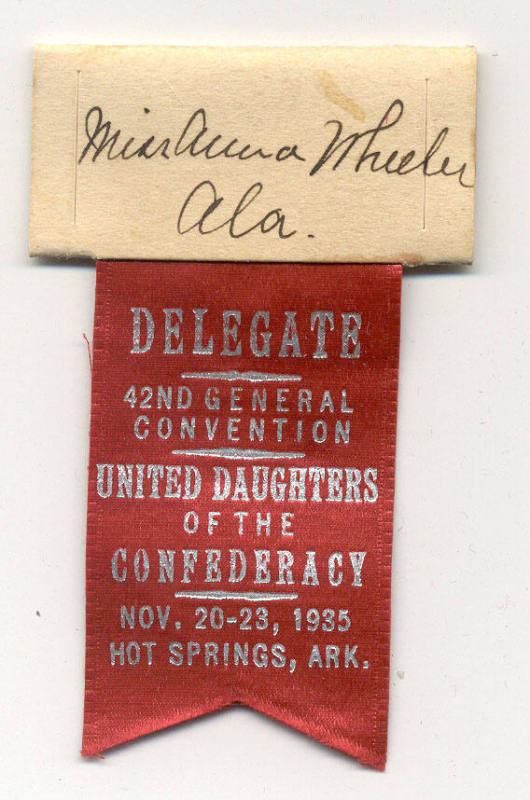 Miss Anna Wheeler
Ala.
DELEGATE
42ND GENERAL
CONVENTION
UNITED DAUGHTERS
OF THE
CONFEDERACY
NOV. 20-23, 1935
HOT SPRINGS, ARK.